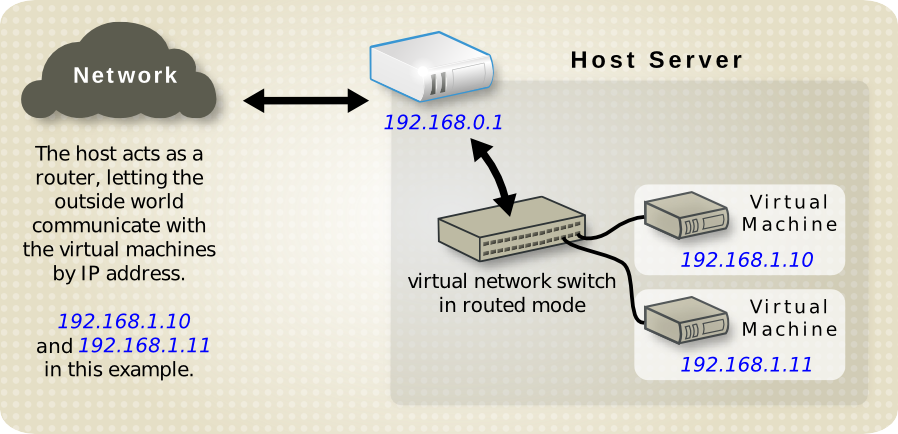 Network
The host acts as a
router, letting the
outside world
communicate with
the virtual machines
by IP address.
192.168.1.10
and 192.168.1.11
in this example.
Host Server
192.168.0.1
virtual network switch
in routed mode
Virtual
Machine
192.168.1.10
Virtual
Machine
192.168.1.11